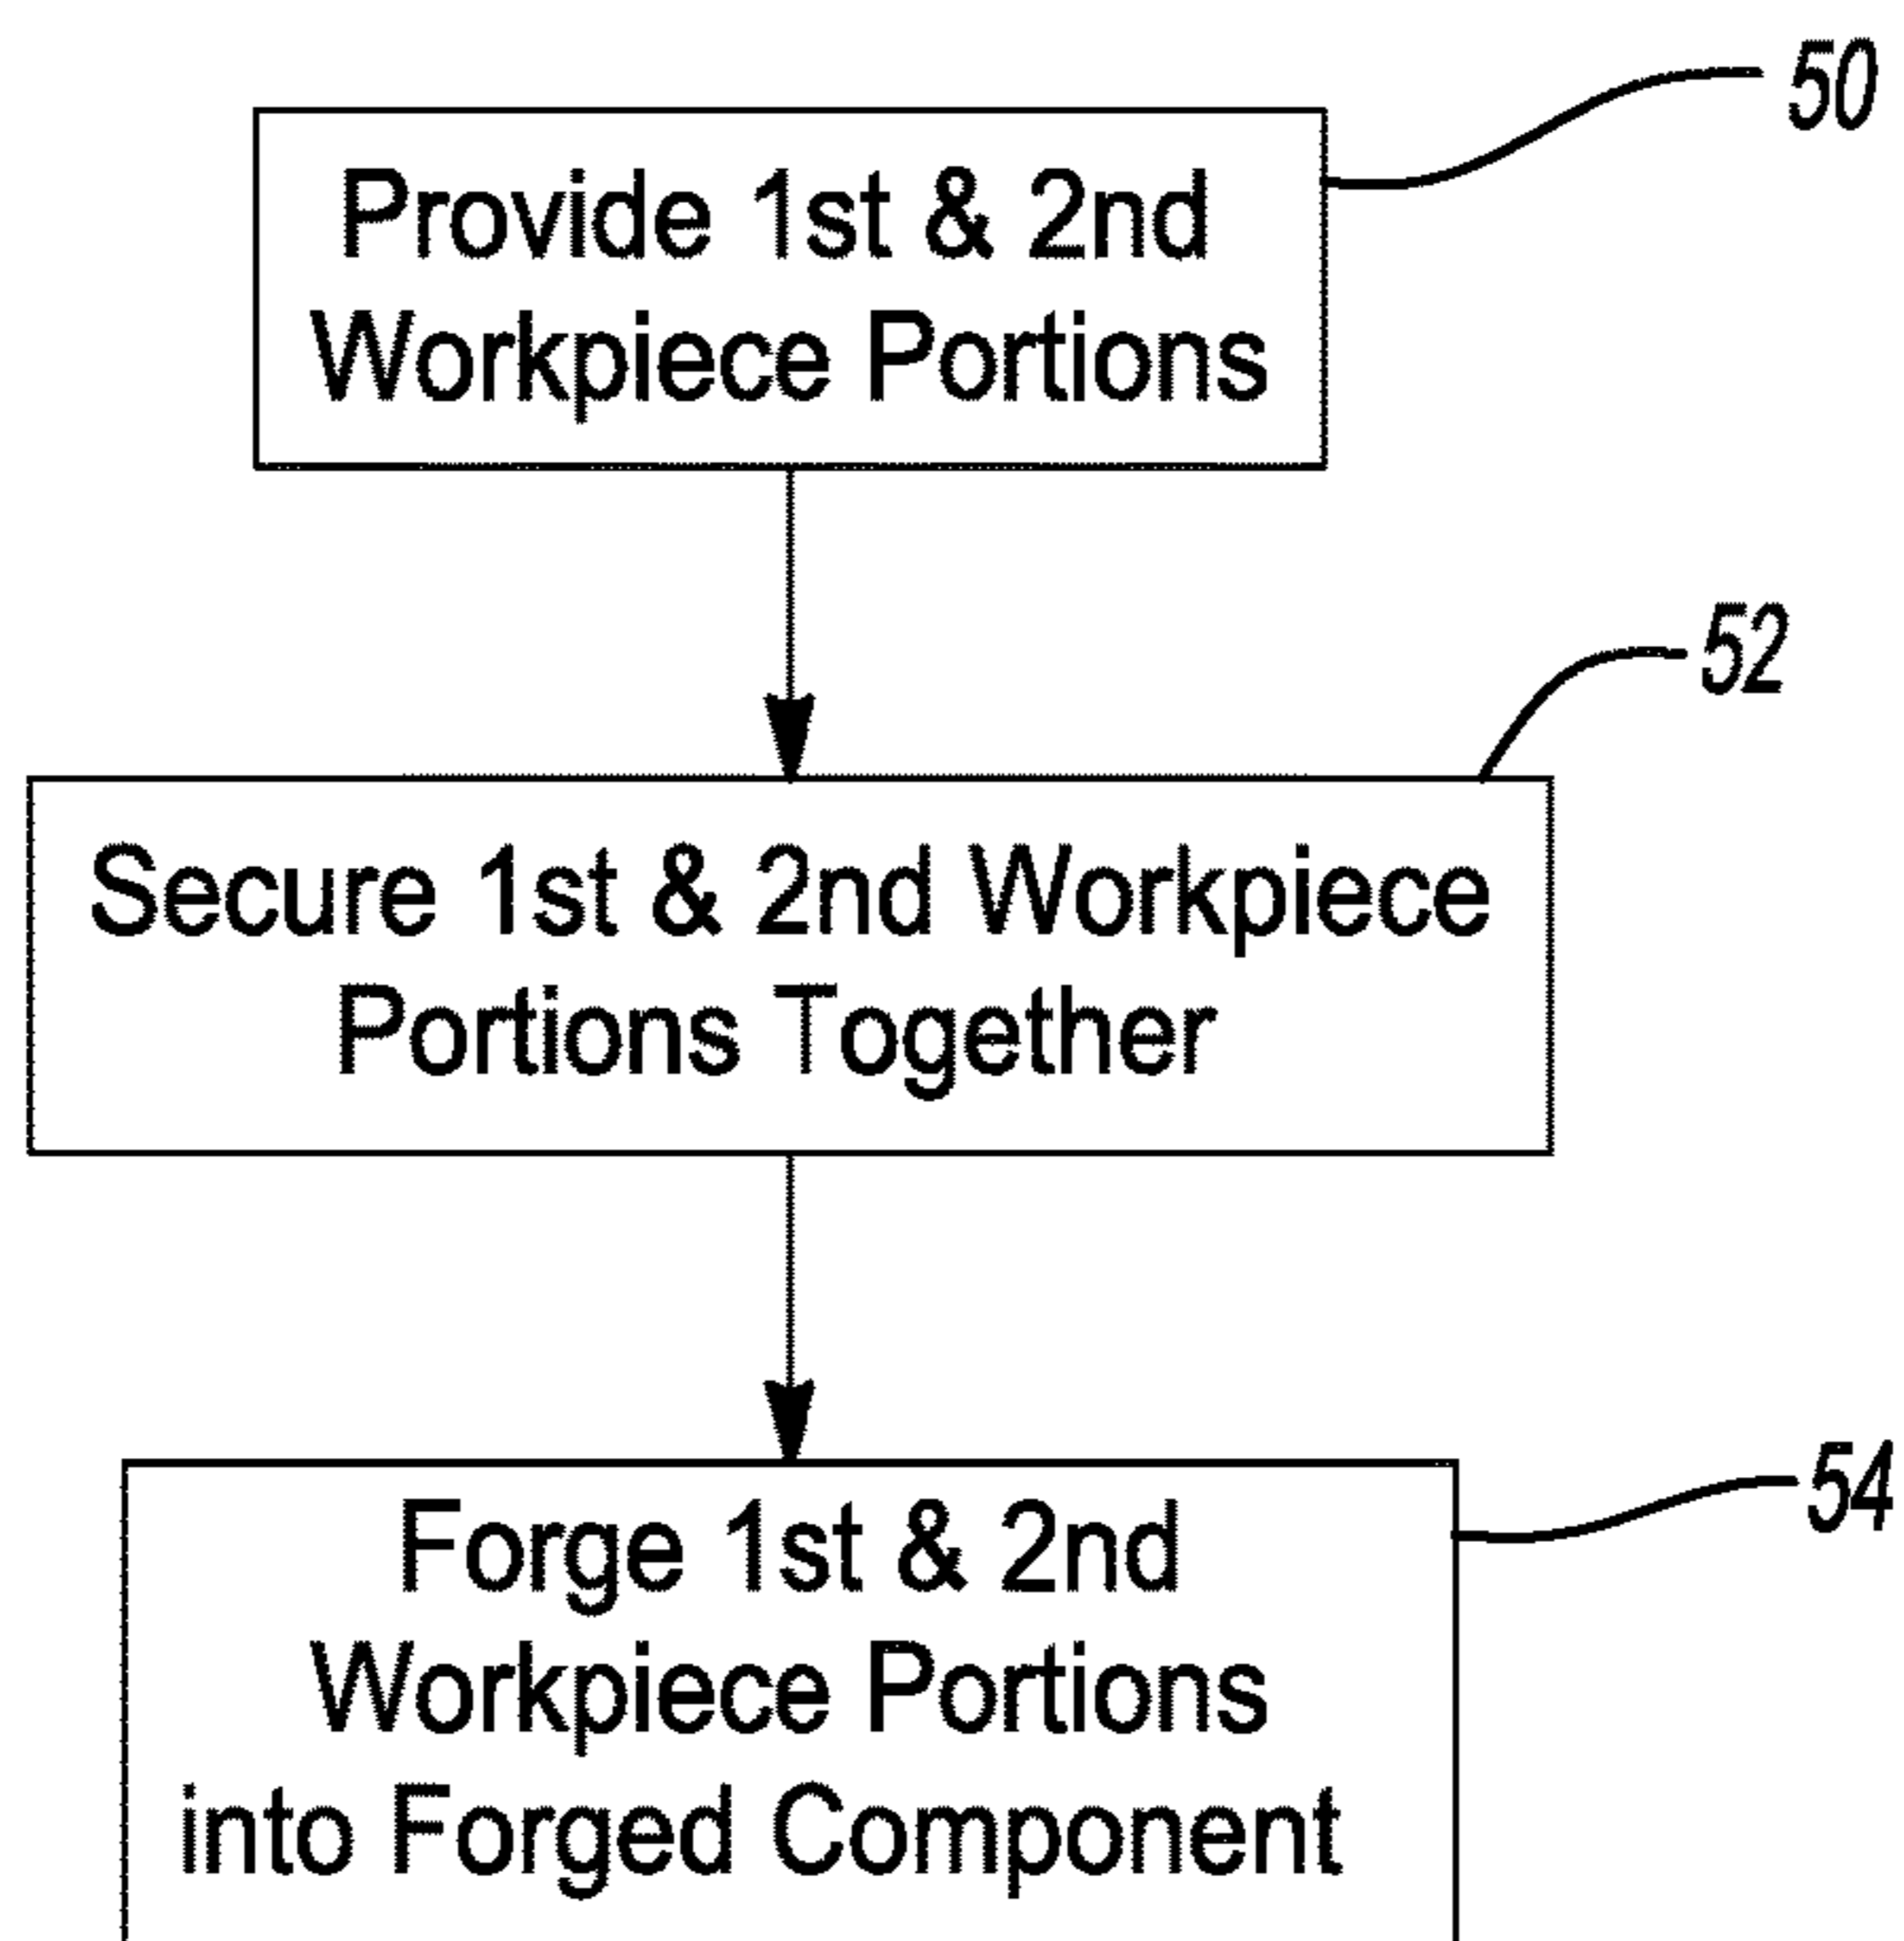 50
Provide 1st & 2nd
Workpiece Portions
52
Secure 1st & 2nd Workpiece
Portions Together
54
Forge 1st & 2nd
Workpiece Portions
into Forged Component